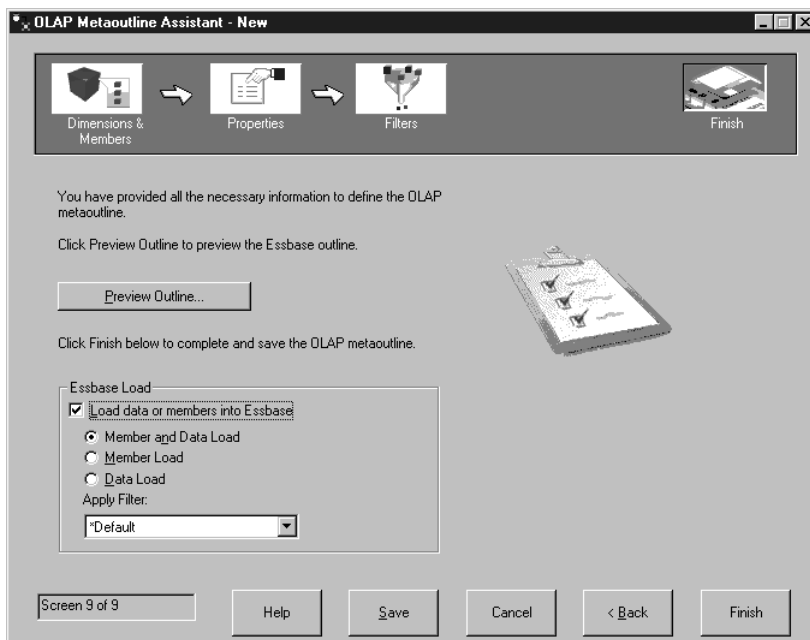 OLAP Metaoutline Assistant - New
Dimensions &
Members
Properties
Filters
Finish
You have provided all the necessary information to define the OLAP
metaoutline.
Click Preview Outline to preview the Essbase outline.
Preview Outline...
Click Finish below to complete and save the OLAP metaoutline.
Essbase Load
Load data or members into Essbase
Member and Data Load
Member Load
Data Load
Apply Filter:
*Default
Screen 9 of 9
Help
Save
Cancel
< Back
Finish